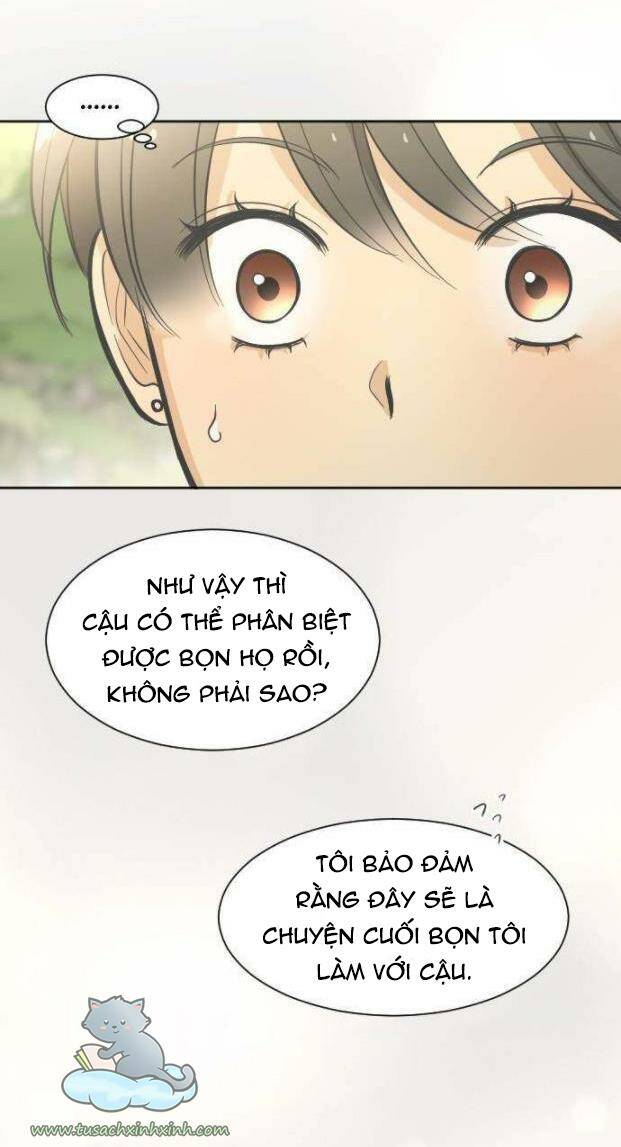 ......
NHƯ VẬY THÌ
CẬU CÓ THỂ PHÂN BIỆT
ĐƯỢC BỌN HỌ RỒI,
KHÔNG PHẢI SAO?
TÔI BẢO ĐẢM
RẰNG ĐÂY SẼ LÀ
CHUYỆN CUỐI BỌN TÔI
LÀM VỚI CẬU.
www.tusachxinhxinh.com